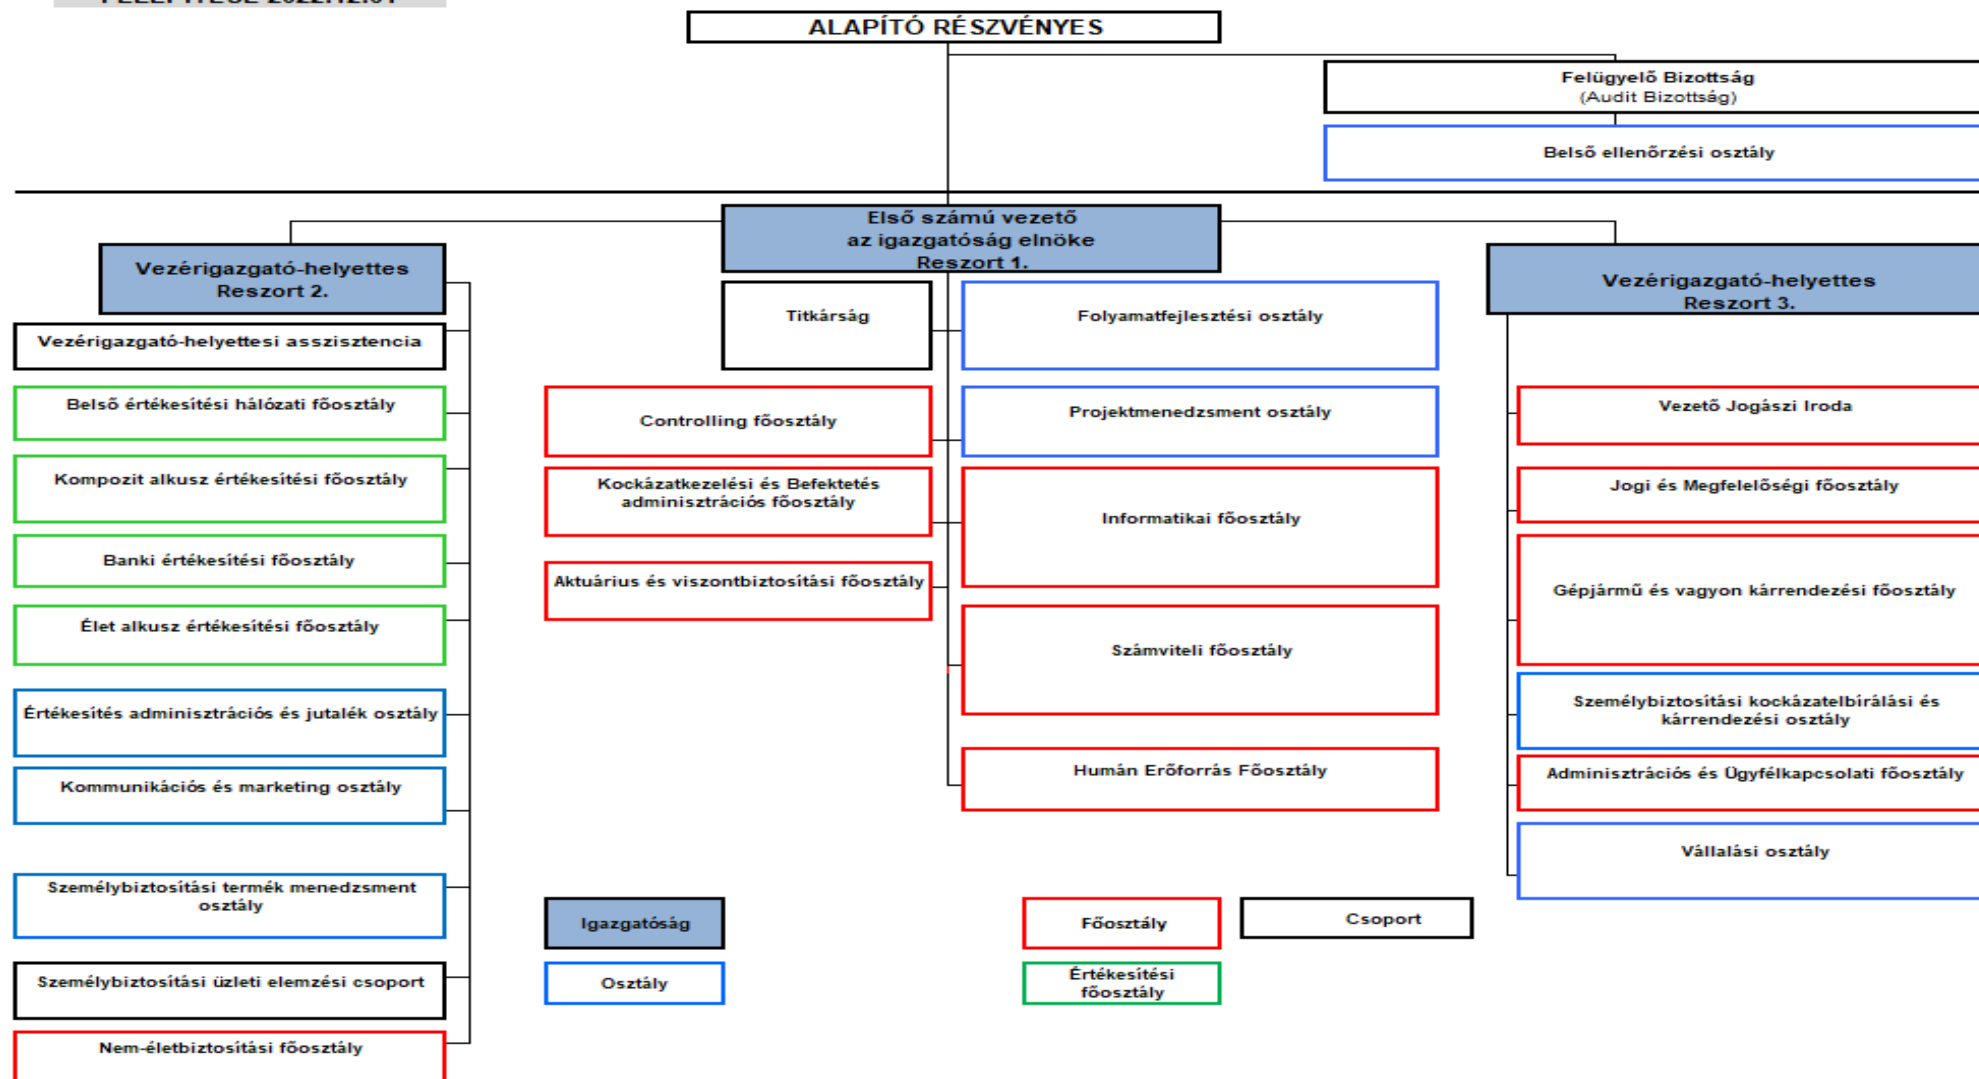 ALAPÍTÓ RÉSZVÉNYES
Felügyelő Bizottság
(Audit Bizottság)
Belső ellenőrzési osztály
Első számú vezető
az igazgatóság elnöke
Reszort 1.
Vezérigazgató-helyettes
Reszort 2.
Vezérigazgató-helyettes
Reszort 3.
Vezérigazgató-helyettesi asszisztencia
Belső értékesítési hálózati főosztály
Kompozit alkusz értékesítési főosztály
Banki értékesítési főosztály
Élet alkusz értékesítési főosztály
Értékesítés adminisztrációs és jutalék osztály
Kommunikációs és marketing osztály
Személybiztosítási termék menedzsment
osztály
Személybiztosítási üzleti elemzési csoport
Nem-életbiztosítási főosztály
Titkárság
Controlling főosztály
Kockázatkezelési és Befektetés
adminisztrációs főosztály
Aktuárius és viszontbiztosítási főosztály
Folyamatfejlesztési osztály
Projektmenedzsment osztály
Informatikai főosztály
Számviteli főosztály
Humán Erőforrás Főosztály
Vezető Jogászi Iroda
Jogi és Megfelelőségi főosztály
Gépjármű és vagyon kárrendezési főosztály
Személybiztosítási kockázatelbírálási és
kárrendezési osztály
Adminisztrációs és Ügyfélkapcsolati főosztály
Vállalási osztály
Igazgatóság
Osztály
Főosztály
Értékesítési
főosztály
Csoport